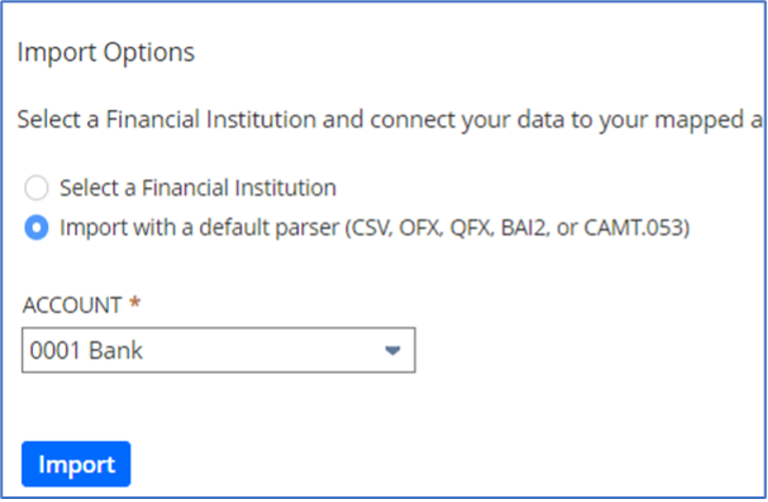 Import Options
Select a Financial Institution and connect your data to your mapped a
Select a Financial Institution
Import with a default parser (CSV, OFX, QFX, BAI2, or CAMT.053)
ACCOUNT *
0001 Bank
Import